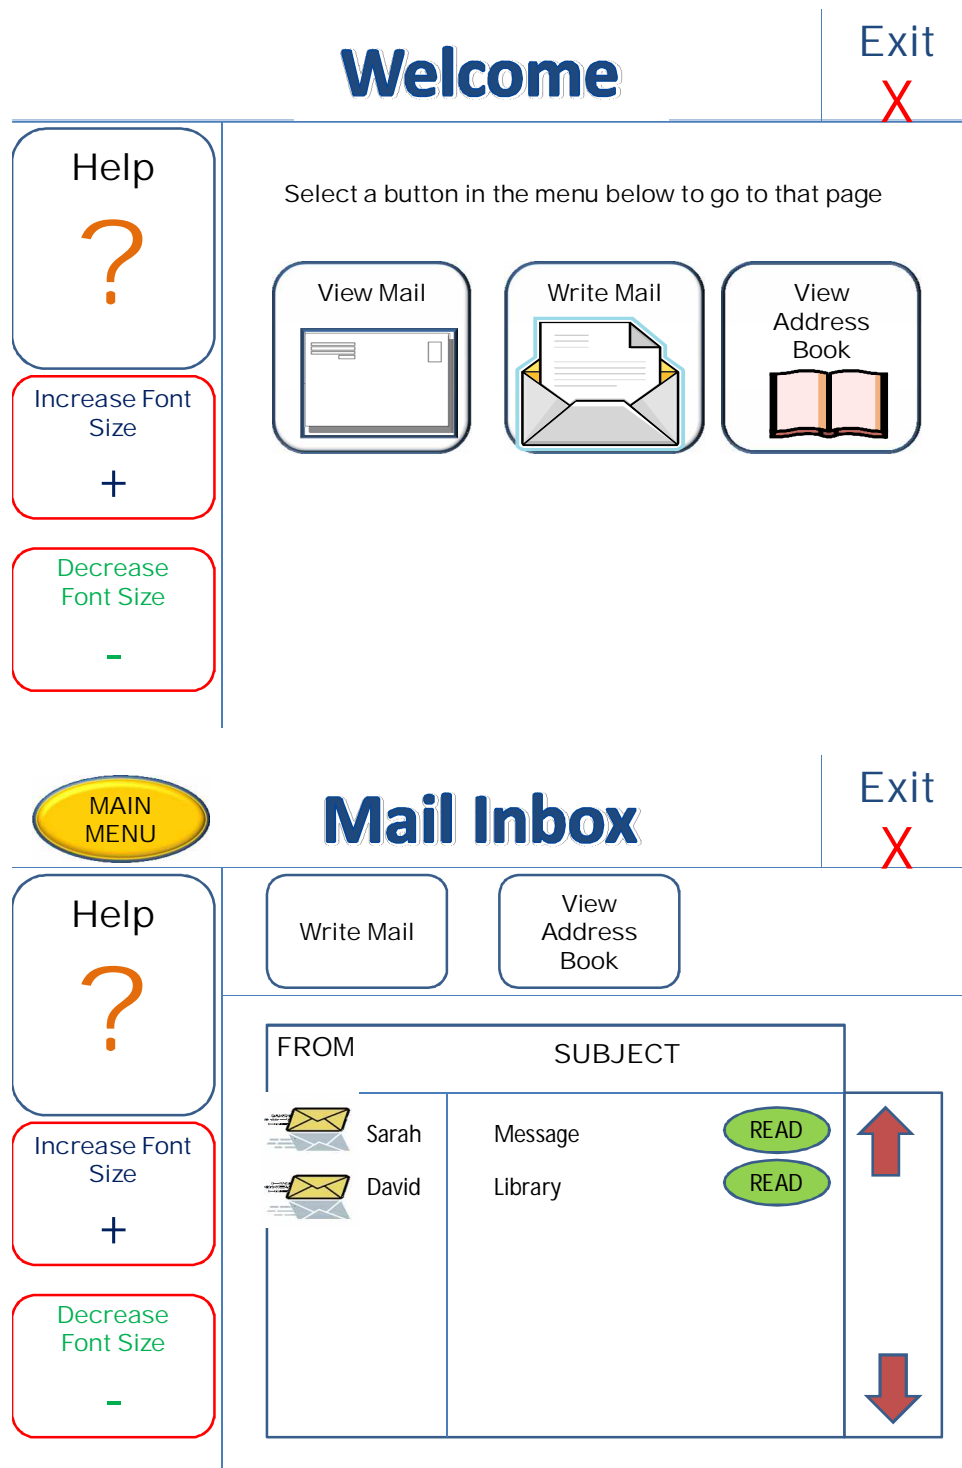 Welcome
Exit
X
Help
?
Select a button in the menu below to go to that page
View Mail
Write Mail
View
Address
Book
Increase Font
Size
+
Decrease
Font Size
-
MAIN
MENU
Mail Inbox
Exit
X
Help
?
Write Mail
View
Address
Book
FROM
SUBJECT
Sarah Message READ
David Library READ
Increase Font
Size
+
Decrease
Font Size
-